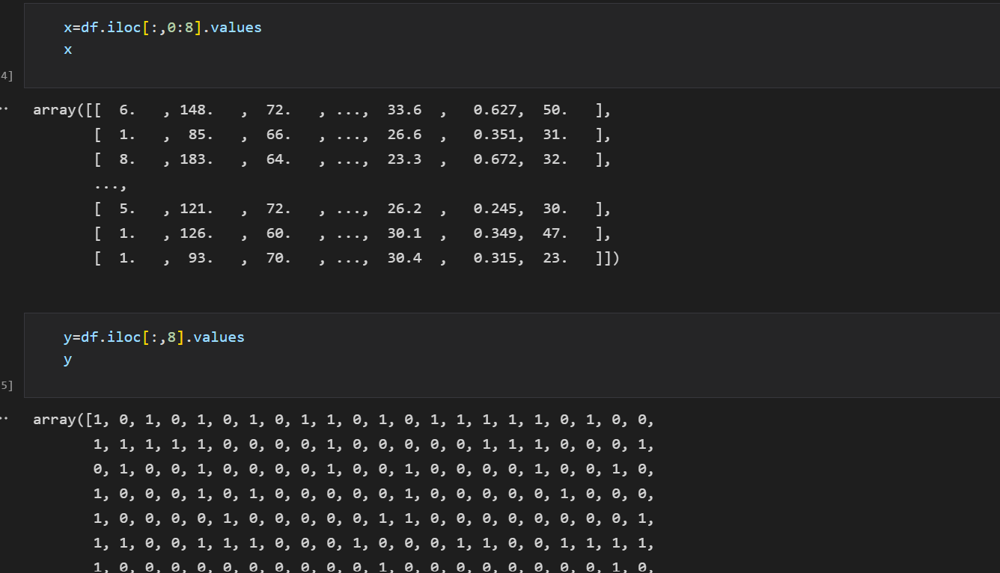 x=df.iloc[:,0:8].values
x
4]
array([[  6.   , 148.   ,  72.   , ...,  33.6  ,   0.627,  50.   ],
       [  1.   ,  85.   ,  66.   , ...,  26.6  ,   0.351,  31.   ],
       [  8.   , 183.   ,  64.   , ...,  23.3  ,   0.672,  32.   ],
       ...,
       [  5.   , 121.   ,  72.   , ...,  26.2  ,   0.245,  30.   ],
       [  1.   , 126.   ,  60.   , ...,  30.1  ,   0.349,  47.   ],
       [  1.   ,  93.   ,  70.   , ...,  30.4  ,   0.315,  23.   ]])
y=df.iloc[:,8].values
y
5]
array([1, 0, 1, 0, 1, 0, 1, 0, 1, 1, 0, 1, 0, 1, 1, 1, 1, 1, 0, 1, 0, 0,
       1, 1, 1, 1, 1, 0, 0, 0, 0, 1, 0, 0, 0, 0, 0, 1, 1, 1, 0, 0, 0, 1,
       0, 1, 0, 0, 1, 0, 0, 0, 0, 1, 0, 0, 1, 0, 0, 0, 0, 1, 0, 0, 1, 0,
       1, 0, 0, 0, 1, 0, 1, 0, 0, 0, 0, 0, 1, 0, 0, 0, 0, 0, 1, 0, 0, 0,
       1, 0, 0, 0, 0, 1, 0, 0, 0, 0, 0, 1, 1, 0, 0, 0, 0, 0, 0, 0, 0, 1,
       1, 1, 0, 0, 1, 1, 1, 0, 0, 0, 1, 0, 0, 0, 1, 1, 0, 0, 1, 1, 1, 1,
       1, 0, 0, 0, 0, 0, 0, 0, 0, 0, 0, 1, 0, 0, 0, 0, 0, 0, 0, 0, 1, 0,